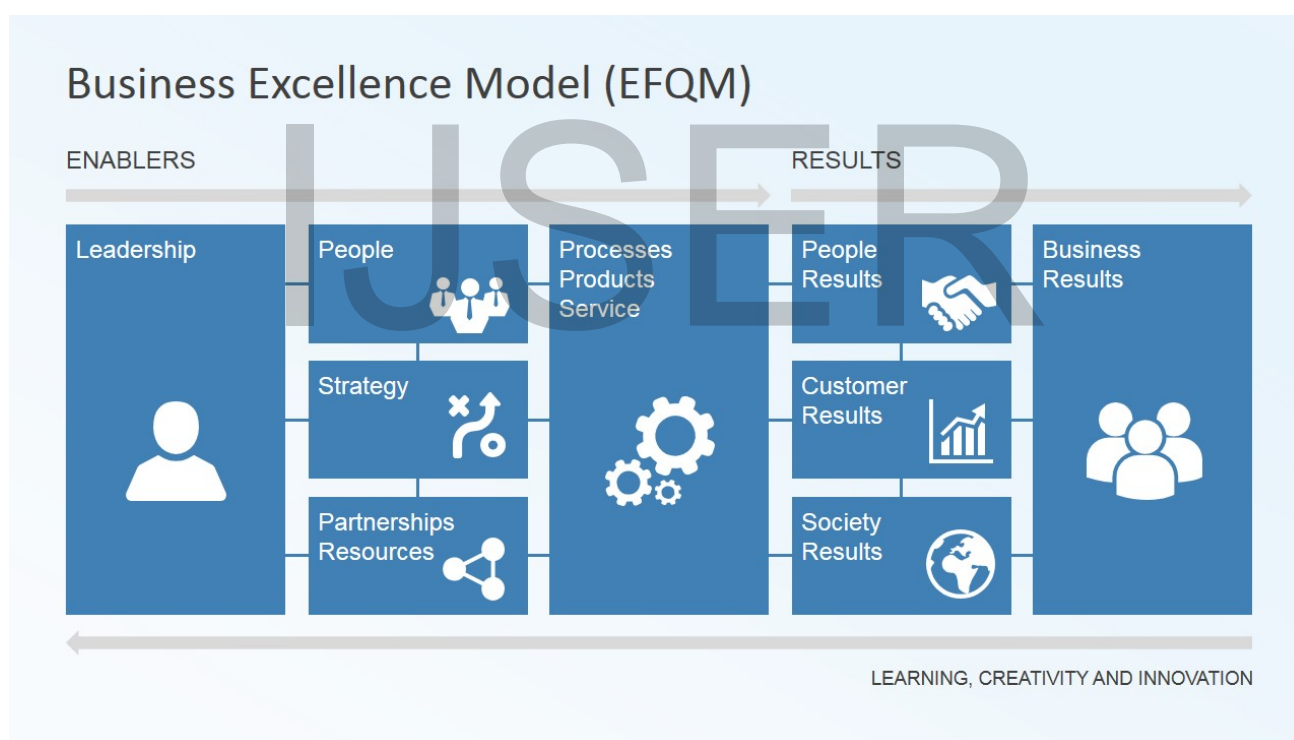 Business Excellence Model (EFQM)
ENABLERS
RESULTS
IJSER
Leadership
People
Processes
Products
Service
People
Results
Business
Results
Strategy
Customer
Results
Partnerships
Resources
Society
Results
LEARNING, CREATIVITY AND INNOVATION